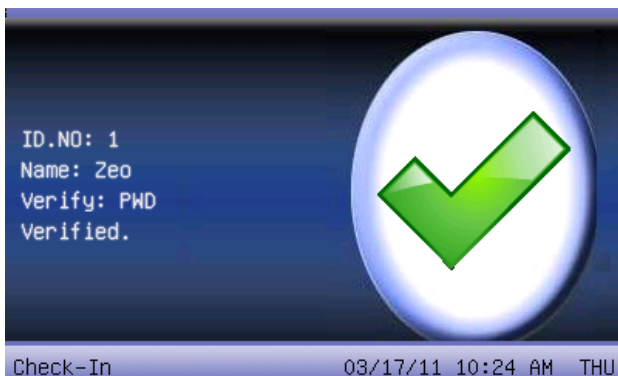 ID.NO: 1
Name: Zeo
Verify: PWD
Verified.
Check-In 03/17/11 10:24 AM THU